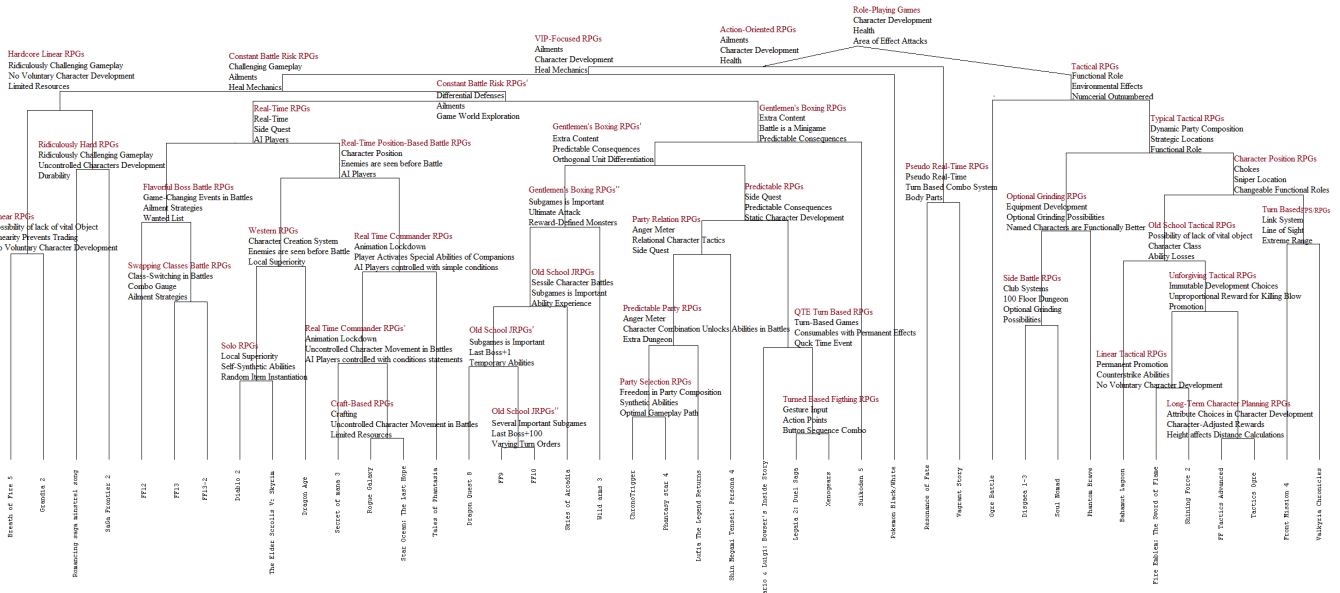 Role-Playing Games
Character Development
Health
Area of Effect Attacks
Action-Oriented RPGs
Ailments
Character Development
Health
VIP-Focused RPGs
Ailments
Character Development
Heal Mechanics
Hardcore Linear RPGs
Ridiculously Challenging Gameplay
No Voluntary Character Development
Limited Resources
Constant Battle Risk RPGs
Challenging Gameplay
Ailments
Heal Mechanics
Constant Battle Risk RPGs'
Differential Defenses
Ailments
Game World Exploration
Tactical RPGs
Functional Role
Environmental Effects
Numcerial Outnumbered
Real-Time RPGs
Real-Time
Side Quest
AI Players
Gentlemen's Boxing RPGs
Extra Content
Battle is a Minigame
Predictable Consequences
Gentlemen's Boxing RPGs'
Extra Content
Predictable Consequences
Orthogonal Unit Differentiation
Typical Tactical RPGs
Dynamic Party Composition
Strategic Locations
Functional Role
Ridiculously Hard RPGs
Ridiculously Challenging Gameplay
Uncontrolled Characters Development
Durability
Real-Time Position-Based Battle RPGs
Character Position
Enemies are seen before Battle
AI Players
Pseudo Real-Time RPGs
Pseudo Real-Time
Turn Based Combo System
Body Parts
Character Position RPGs
Chokes
Sniper Location
Changeable Functional Roles
Flavorful Boss Battle RPGs
Game-Changing Events in Battles
Ailment Strategies
Wanted List
Gentlemen's Boxing RPGs''
Subgames is Important
Ultimate Attack
Reward-Defined Monsters
Predictable RPGs
Side Quest
Predictable Consequences
Static Character Development
Optional Grinding RPGs
Equipment Development
Optional Grinding Possibilities
Named Characters are Functionally Better
near RPGs
ossibility of lack of vital Object
nearity Prevents Trading
o Voluntary Character Development
Party Relation RPGs
Anger Meter
Relational Character Tactics
Side Quest
Turn Based FPS/RPGs
Link System
Line of Sight
Extreme Range
Western RPGs
Character Creation System
Enemies are seen before Battle
Local Superiority
Real Time Commander RPGs
Animation Lockdown
Player Activates Special Abilities of Companions
AI Players controlled with simple conditions
Old School Tactical RPGs
Possibility of lack of vital object
Character Class
Ability Losses
Swapping Classes Battle RPGs
Class-Switching in Battles
Combo Gauge
Ailment Strategies
Old School JRPGs
Sessile Character Battles
Subgames is Important
Ability Experience
Side Battle RPGs
Club Systems
100 Floor Dungeon
Optional Grinding
Possibilities
Unforgiving Tactical RPGs
Immutable Development Choices
Unproportional Reward for Killing Blow
Promotion
Predictable Party RPGs
Anger Meter
Character Combination Unlocks Abilities in Battles
Extra Dungeon
QTE Turn Based RPGs
Turn-Based Games
Consumables with Permanent Effects
Quck Time Event
Solo RPGs
Local Superiority
Self-Synthetic Abilities
Random Item Instantiation
Real Time Commander RPGs'
Animation Lockdown
Uncontrolled Character Movement in Battles
AI Players controlled with conditions statements
Old School JRPGs'
Subgames is Important
Last Boss+1
Temporary Abilities
Linear Tactical RPGs
Permanent Promotion
Counterstrike Abilities
No Voluntary Character Development
Party Selection RPGs
Freedom in Party Composition
Synthetic Abilities
Optimal Gameplay Path
Turned Based Figthing RPGs
Gesture Input
Action Points
Button Sequence Combo
Craft-Based RPGs
Crafting
Uncontrolled Character Movement in Battles
Limited Resources
Old School JRPGs''
Several Important Subgames
Last Boss+100
Varying Turn Orders
Long-Term Character Planning RPGs
Attribute Choices in Character Development
Character-Adjusted Rewards
Height affects Distance Calculations
Breath of Fire 5
Grandia 2
Romancing saga minstrel song
SaGa Frontier 2
FF12
FF13
FF13-2
Diablo 2
The Elder Scrolls V: Skyrim
Dragon Age
Secret of mana 3
Rogue Galaxy
Star Ocean: The Last Hope
Tales of Phantasia
Dragon Quest 8
FF9
FF10
Skies of Arcadia
Wild arms 3
ChronoTrigger
Phantasy star 4
Lufia The Legend Returns
Shin Megami Tensei: Persona 4
ario & Luigi: Bowser's Inside Story
Legaia 2: Duel Saga
Xenogears
Suikoden 5
Pokemon Black/White
Resonance of Fate
Vagrant Story
Ogre Battle
Disgaea 1-3
Soul Nomad
Phantom Brave
Bahamut Lagoon
Fire Emblem: The Sword of Flame
Shining Force 2
FF Tactics Advanced
Tactics Ogre
Front Mission 4
Valkyria Chronicles